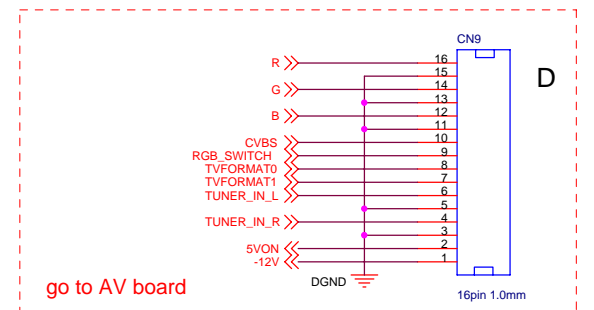 CN9
R 16
15
G 14
13
B 12
11
CVBS 10
RGB_SWITCH 9
TVFORMAT0 8
TVFORMAT1 7
TUNER_IN_L 6
5
TUNER_IN_R 4
3
5VON 2
-12V 1
D
DGND
go to AV board
16pin 1.0mm